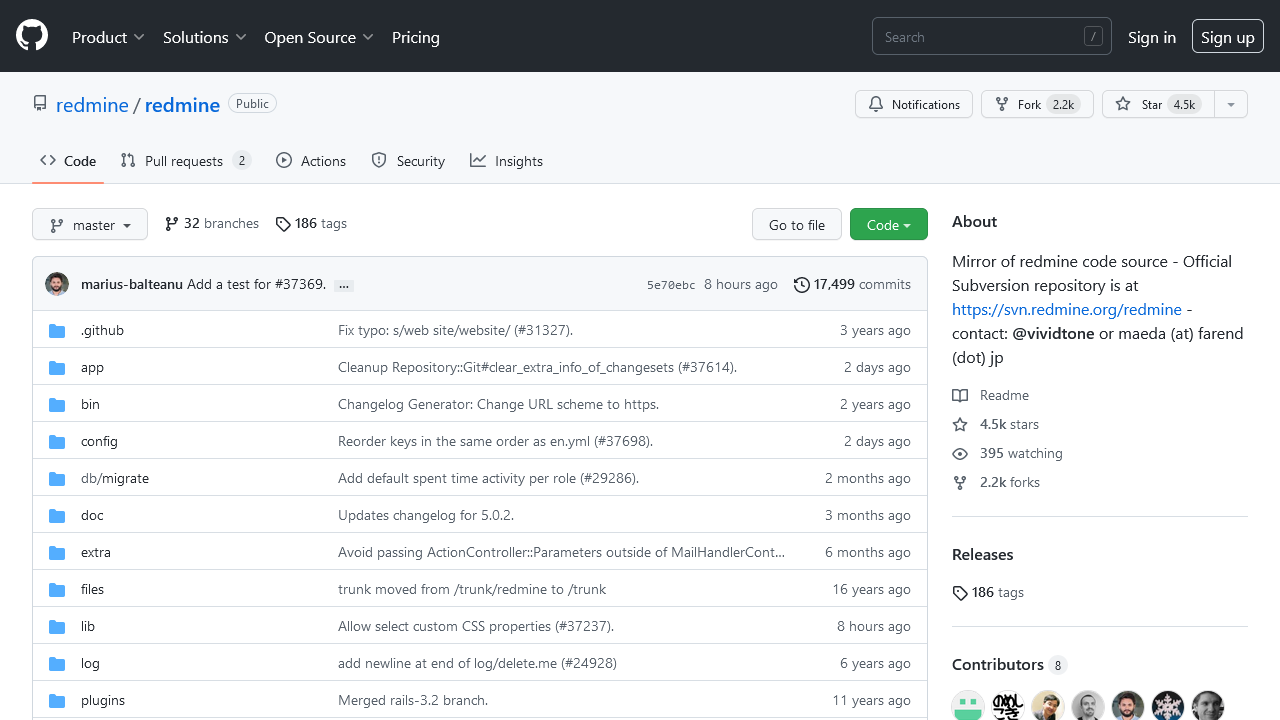 Product Solutions Open Source Pricing Search / Sign in Sign up
redmine / redmine Public Notifications Fork 2.2k Star 4.5k
Code Pull requests 2 Actions Security Insights
master 32 branches 186 tags Go to file Code
marius-balteanu Add a test for #37369. ... 5e70ebc 8 hours ago 17,499 commits
.github Fix typo: s/web site/website/ (#31327). 3 years ago
app Cleanup Repository::Git#clear_extra_info_of_changesets (#37614). 2 days ago
bin Changelog Generator: Change URL scheme to https. 2 years ago
config Reorder keys in the same order as en.yml (#37698). 2 days ago
db/migrate Add default spent time activity per role (#29286). 2 months ago
doc Updates changelog for 5.0.2. 3 months ago
extra Avoid passing ActionController::Parameters outside of MailHandlerCont... 6 months ago
files trunk moved from /trunk/redmine to /trunk 16 years ago
lib Allow select custom CSS properties (#37237). 8 hours ago
log add newline at end of log/delete.me (#24928) 6 years ago
plugins Merged rails-3.2 branch. 11 years ago
About
Mirror of redmine code source - Official
Subversion repository is at
https://svn.redmine.org/redmine -
contact: @vividtone or maeda (at) farend
(dot) jp
Readme
4.5k stars
395 watching
2.2k forks
Releases
186 tags
Contributors 8